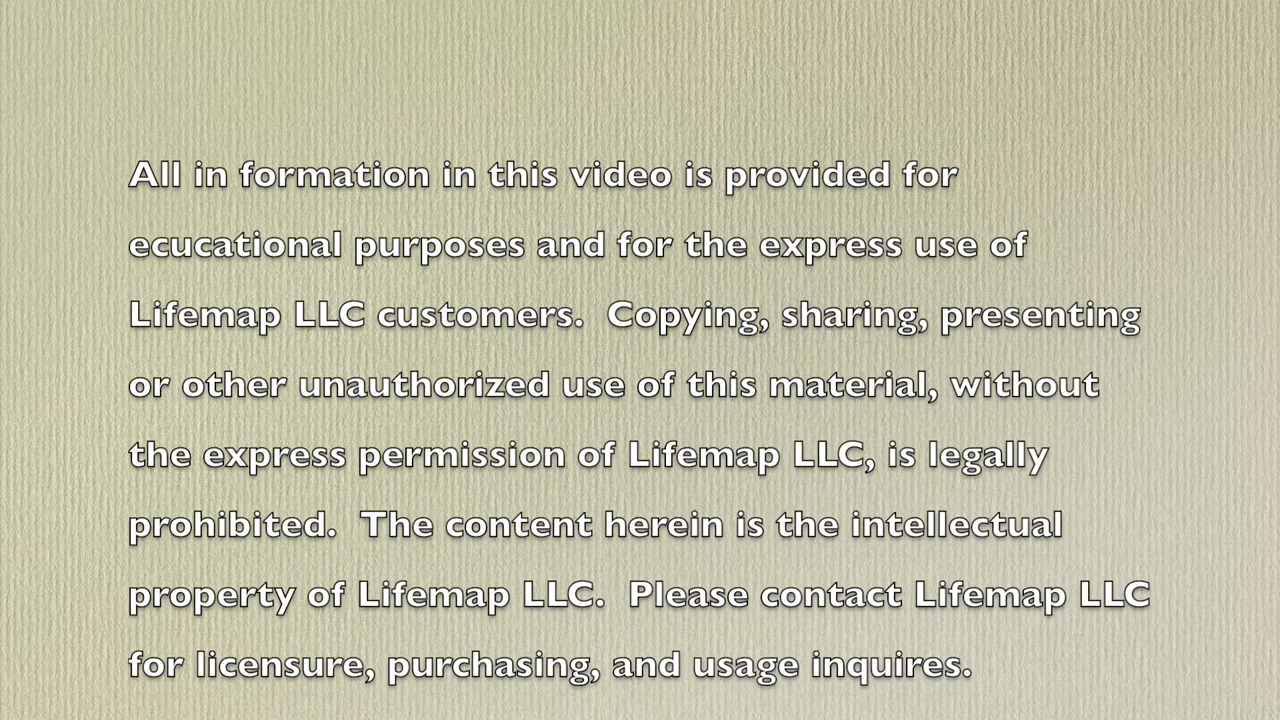 All in formation in this video is provided for
ecucational purposes and for the express use of
Lifemap LLC customers.  Copying, sharing, presenting
or other unauthorized use of this material, without
the express permission of Lifemap LLC, is legally
prohibited.  The content herein is the intellectual
property of Lifemap LLC.  Please contact Lifemap LLC
for licensure, purchasing, and usage inquires.